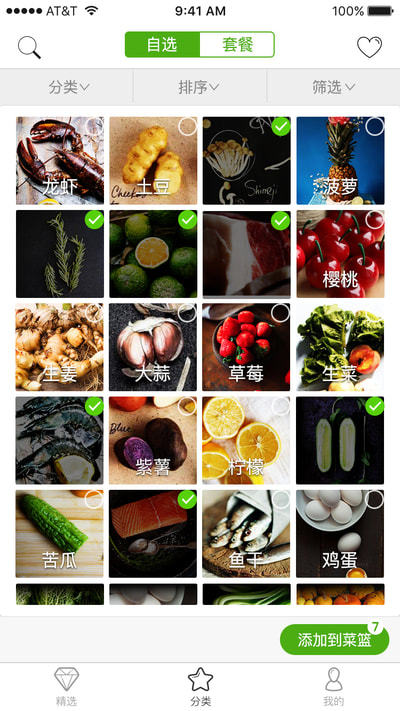 AT&T 9:41 AM 100%
自选 套餐
分类 排序 筛选
龙虾 土豆 Shimeji 菠萝
樱桃
生姜 大蒜 草莓 生菜
紫薯 柠檬
苦瓜 鱼干 鸡蛋
添加到菜篮 7
精选 分类 我的